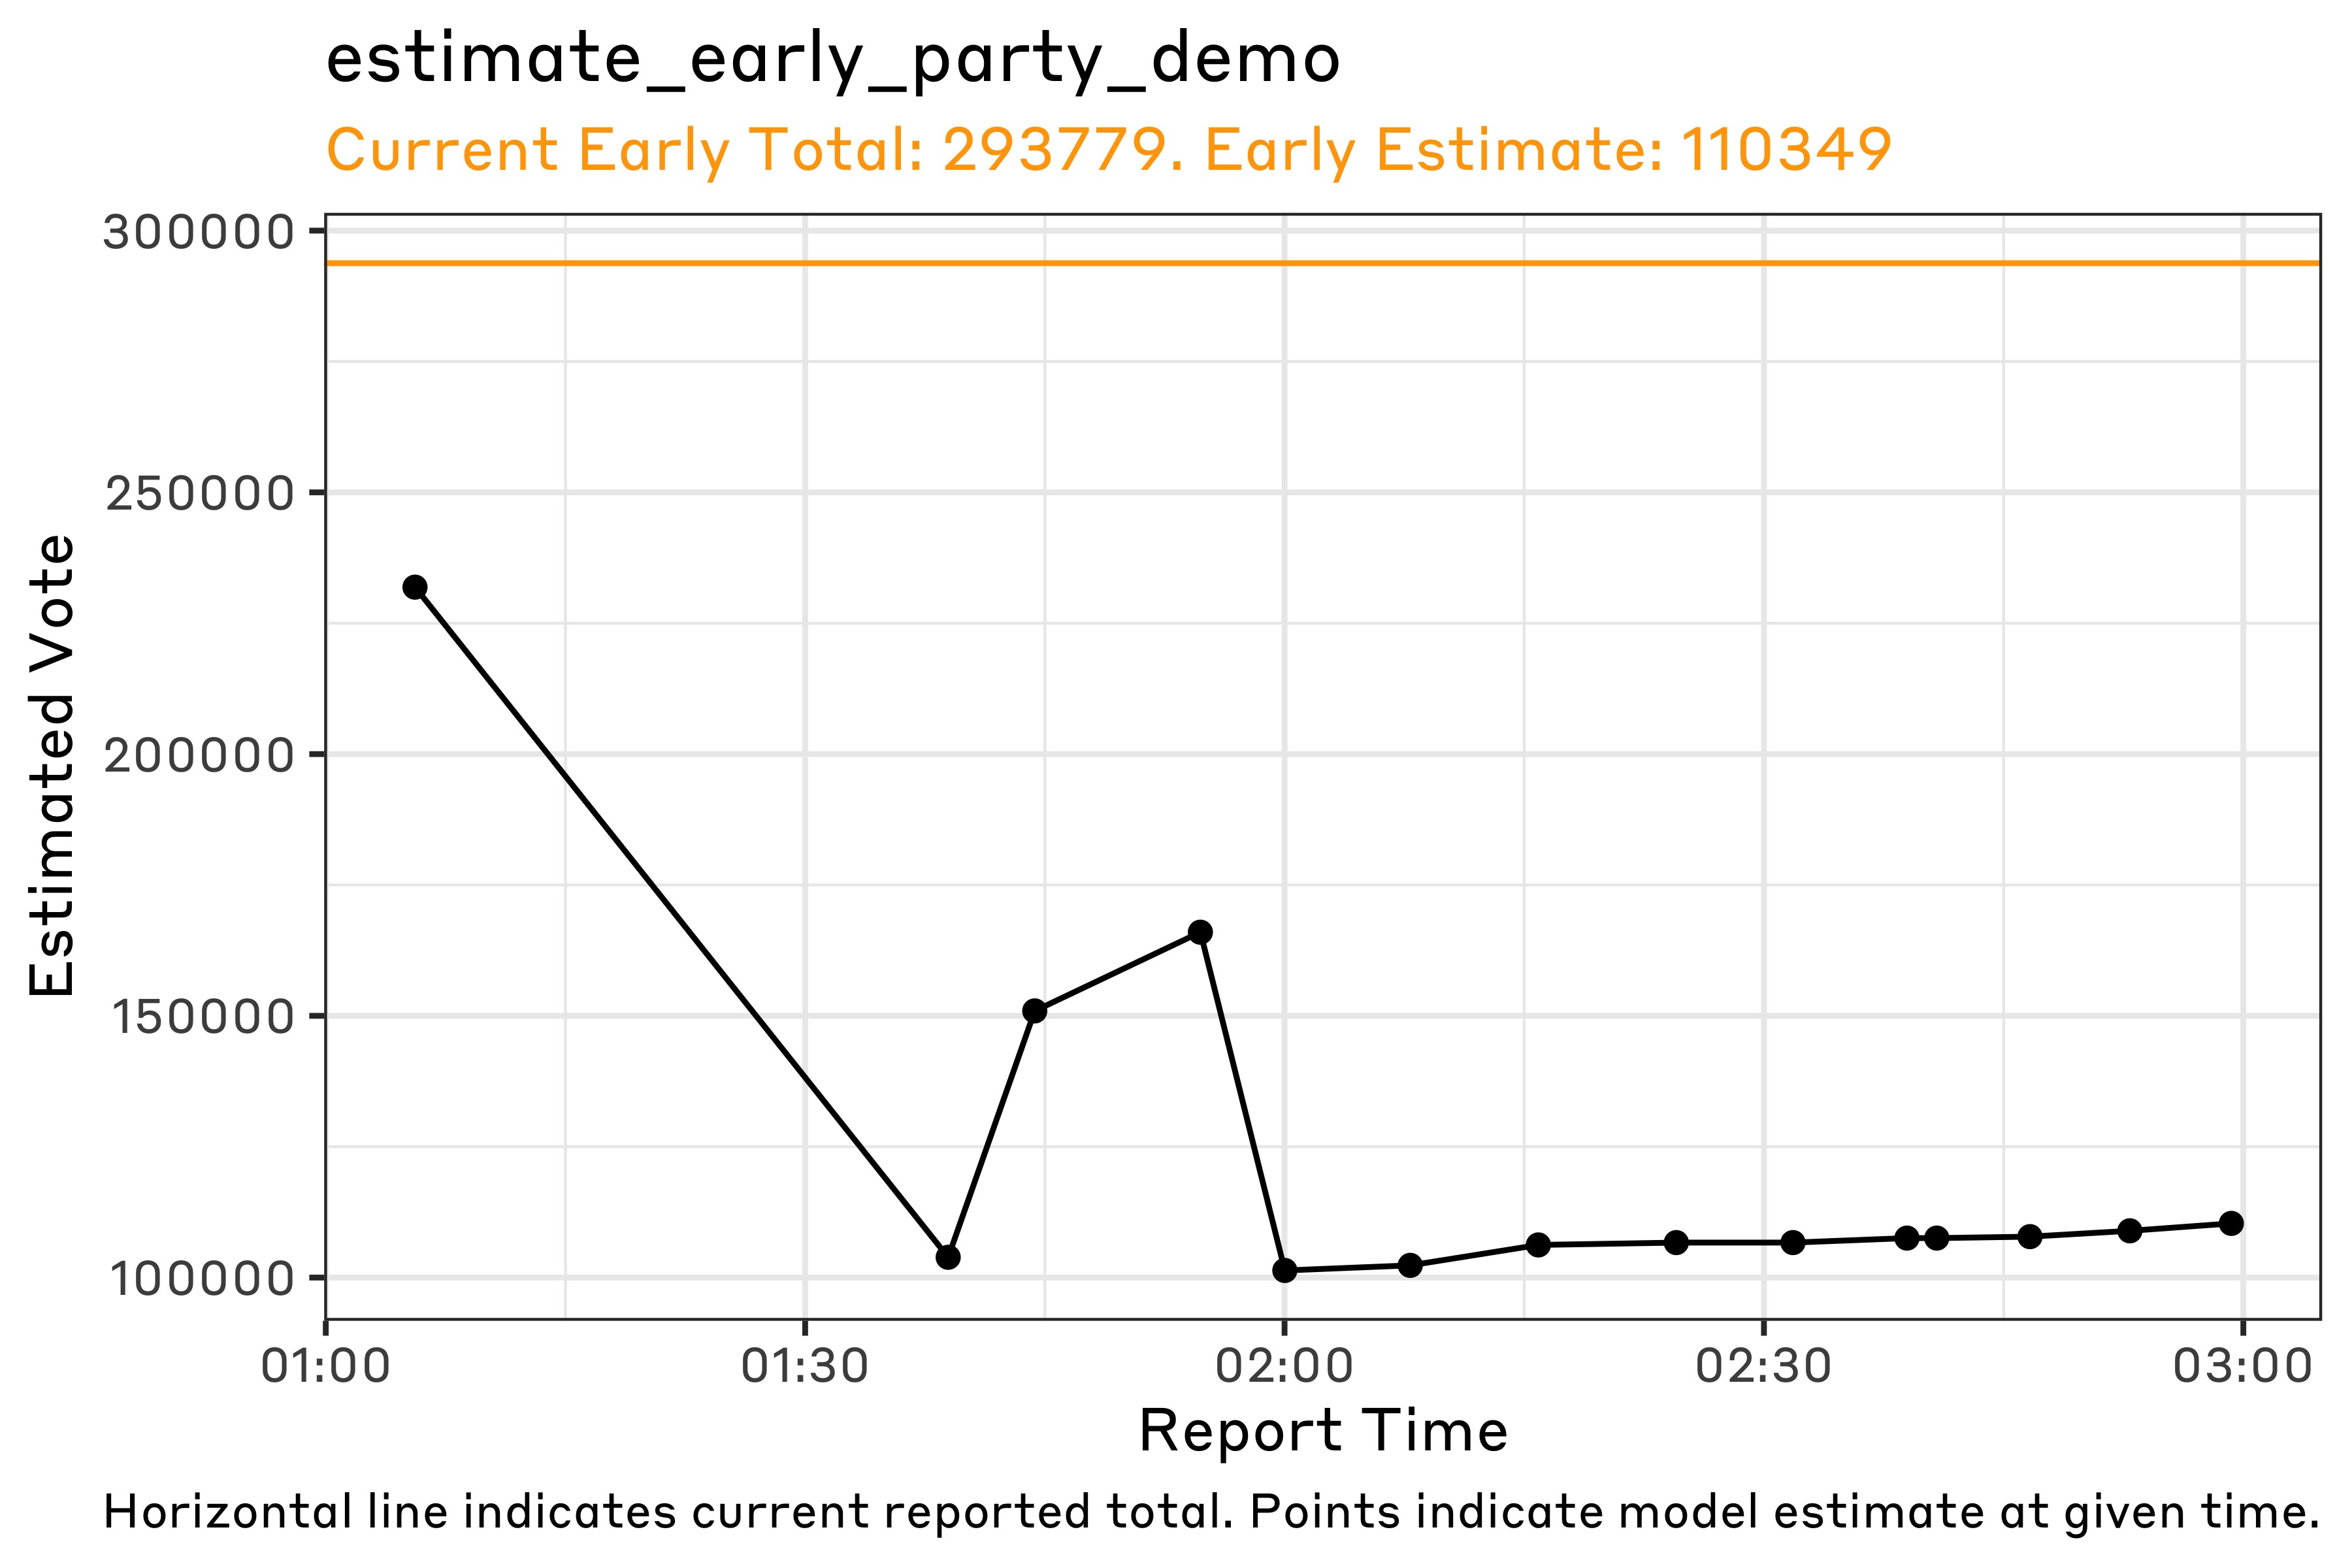 estimate_early_party_demo
Current Early Total: 293779. Early Estimate: 110349
300000
250000
200000
150000
100000
Estimated Vote
01:00 01:30 02:00 02:30 03:00
Report Time
Horizontal line indicates current reported total. Points indicate model estimate at given time.